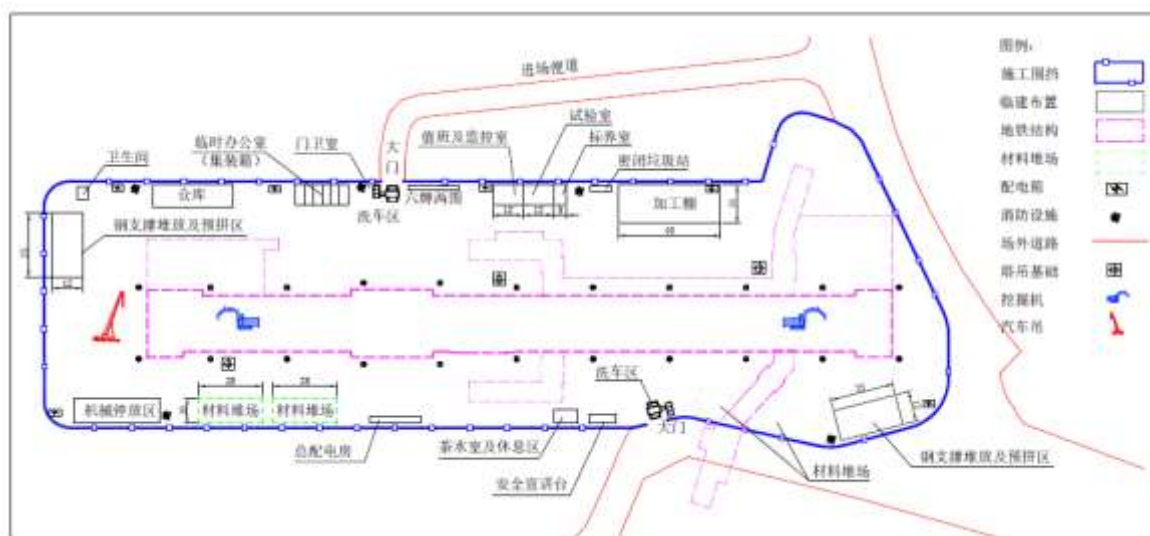 进场便道
图例:
施工围挡
临建布置
地铁结构
材料堆场
配电箱
消防设施
场外道路
塔吊基础
挖掘机
汽车吊
卫生间
临时办公室
(集装箱)
门卫室
大门
值班及监控室
试验室
标养室
密闭垃圾站
仓库
洗车区
六牌两图
加工棚
钢支撑堆放及预拼区
机械停放区
28
材料堆场
28
材料堆场
总配电房
茶水室及休息区
安全宣讲台
洗车区
大门
材料堆场
钢支撑堆放及预拼区